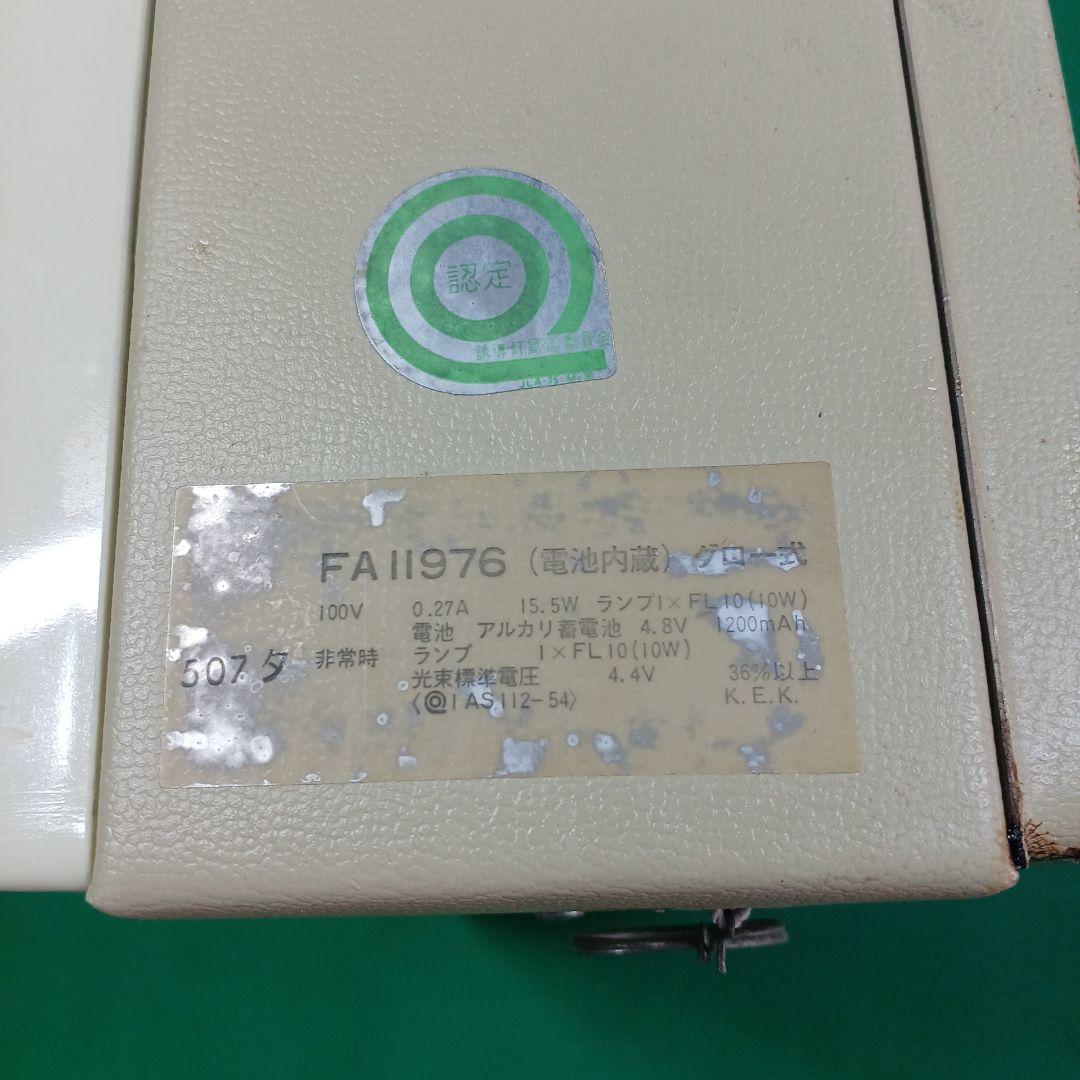 認定
誘導灯認定委員会
FA11976 (電池内蔵) グロー式
100V 0.27A 15.5W ランプ1×FL10(10W)
電池 アルカリ蓄電池 4.8V 1200mAh
507タ 非常時 ランプ 1×FL10(10W)
光束標準電圧 4.4V 36%以上
〈@1AS112-54〉 K.E.K.